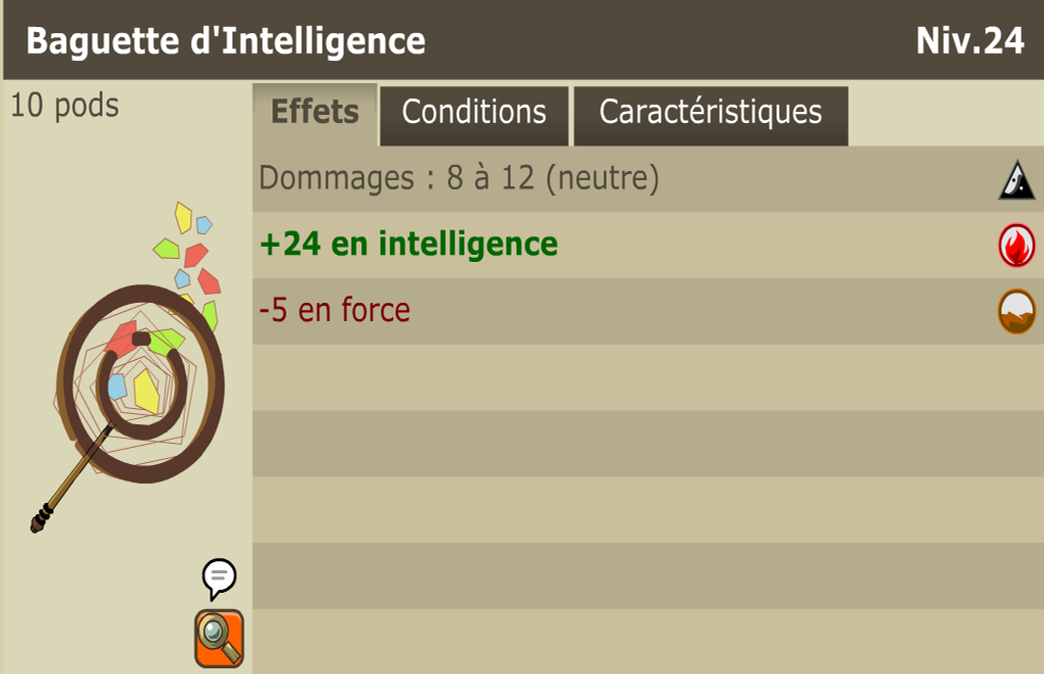 Baguette d'Intelligence
Niv.24
10 pods
Effets
Conditions
Caractéristiques
Dommages : 8 à 12 (neutre)
+24 en intelligence
-5 en force